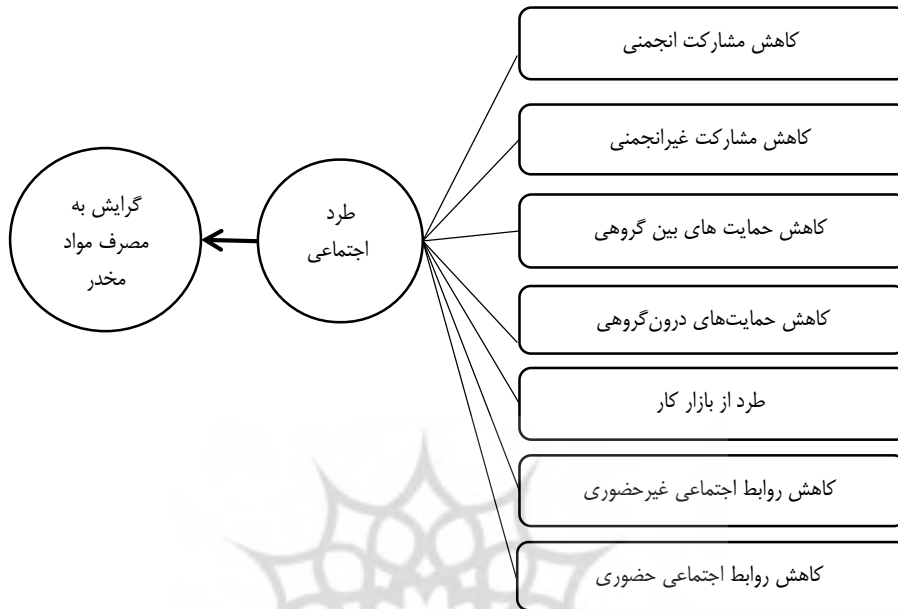 کاهش مشارکت انجمنی
کاهش مشارکت غیرانجمنی
کاهش حمایت های بین گروهی
کاهش حمایت‌های درون‌گروهی
طرد از بازار کار
کاهش روابط اجتماعی غیرحضوری
کاهش روابط اجتماعی حضوری
طرد
اجتماعی
گرایش به
مصرف مواد
مخدر